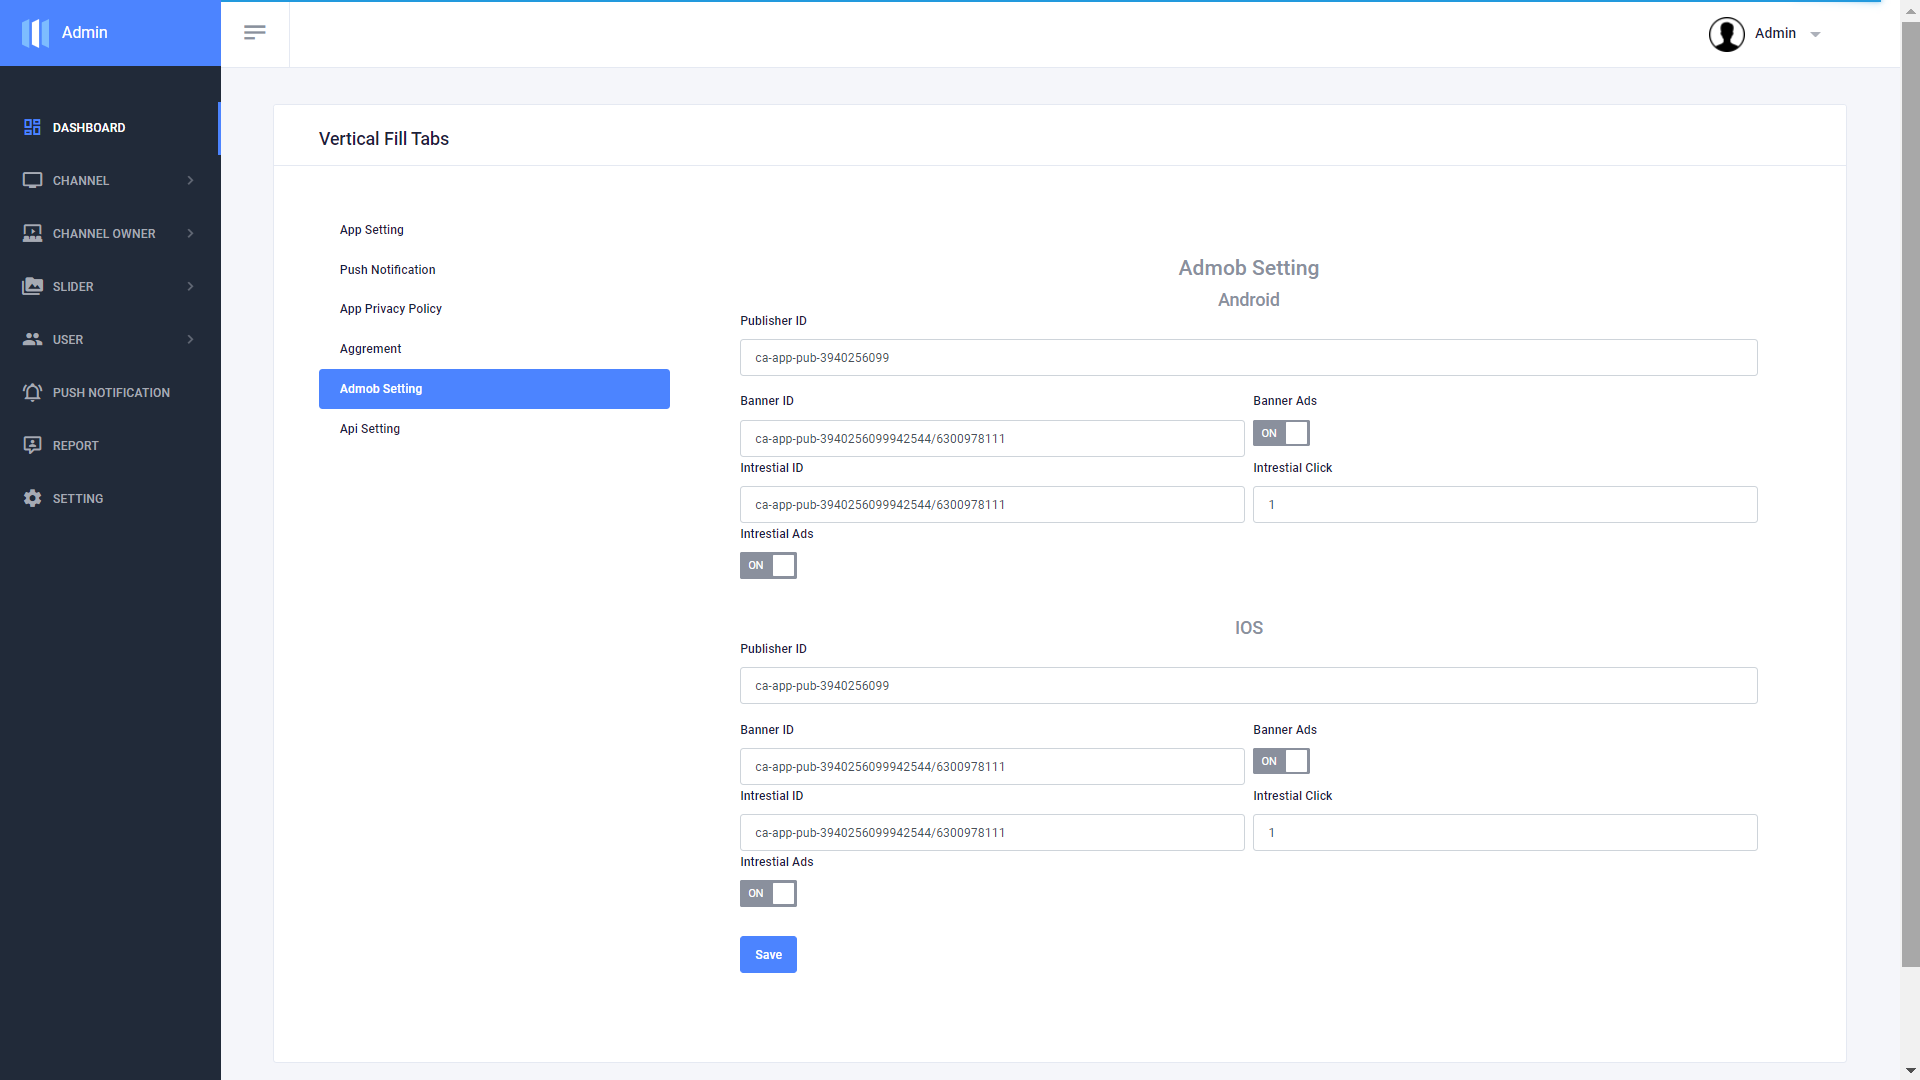 Admin
Admin
DASHBOARD
CHANNEL
CHANNEL OWNER
SLIDER
USER
PUSH NOTIFICATION
REPORT
SETTING
Vertical Fill Tabs
App Setting
Push Notification
App Privacy Policy
Aggrement
Admob Setting
Api Setting
Admob Setting
Android
Publisher ID
ca-app-pub-3940256099
Banner ID
Banner Ads
ca-app-pub-3940256099942544/6300978111
ON
Intrestial ID
Intrestial Click
ca-app-pub-3940256099942544/6300978111
1
Intrestial Ads
ON
IOS
Publisher ID
ca-app-pub-3940256099
Banner ID
Banner Ads
ca-app-pub-3940256099942544/6300978111
ON
Intrestial ID
Intrestial Click
ca-app-pub-3940256099942544/6300978111
1
Intrestial Ads
ON
Save